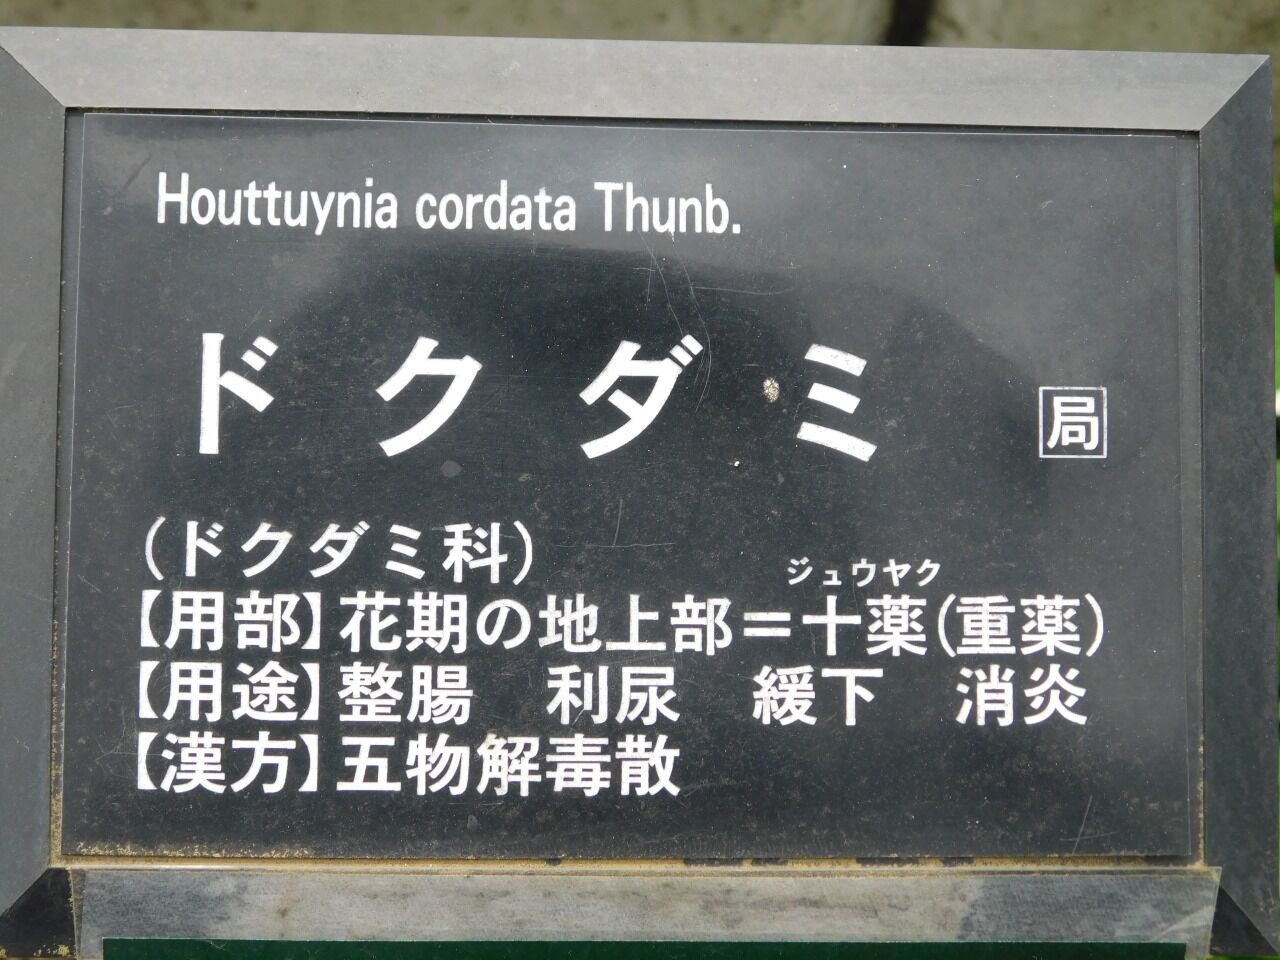 Houttuynia cordata Thunb.
ドクダミ 局
(ドクダミ科)
ジュウヤク
【用部】花期の地上部=十薬(重薬)
【用途】整腸 利尿 緩下 消炎
【漢方】五物解毒散